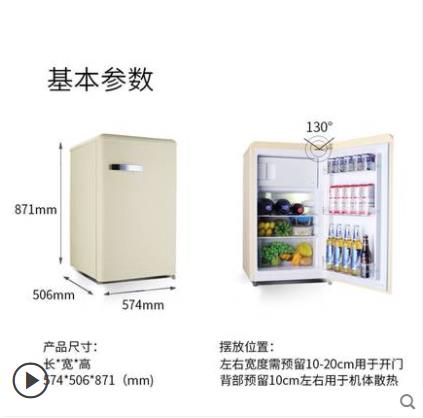 基本参数
130°
871mm
506mm
574mm
产品尺寸：
长*宽*高
574*506*871（mm)
摆放位置：
左右宽度需预留10-20cm用于开门
背部预留10cm左右用于机体散热